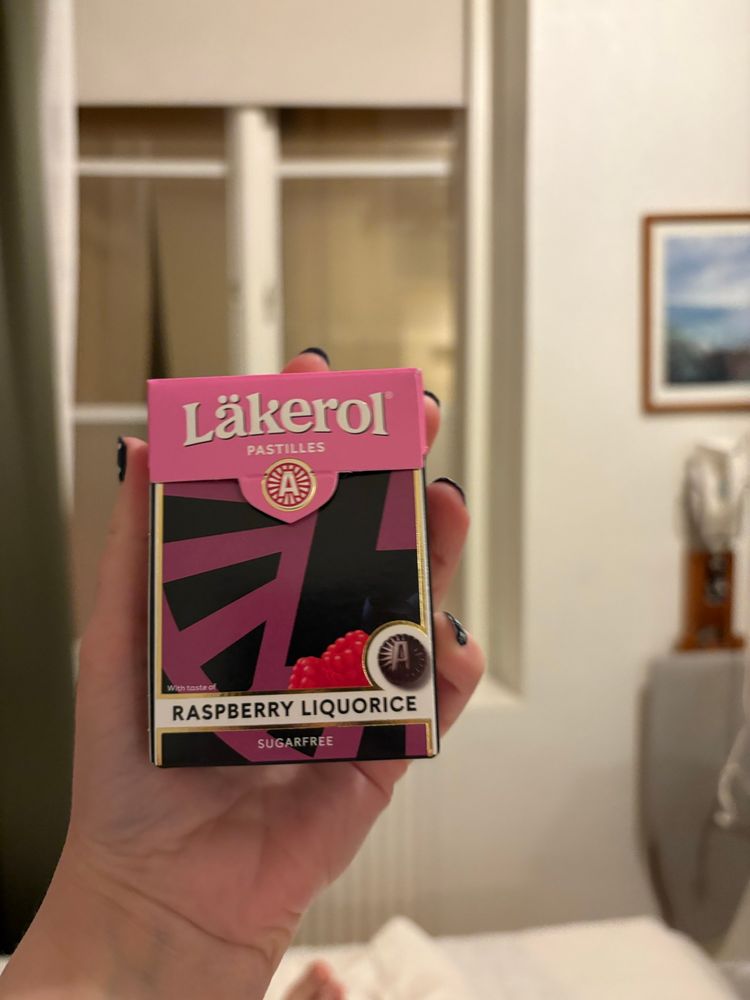 Läkerol®
PASTILLES
A
A
With taste of
RASPBERRY LIQUORICE
SUGARFREE